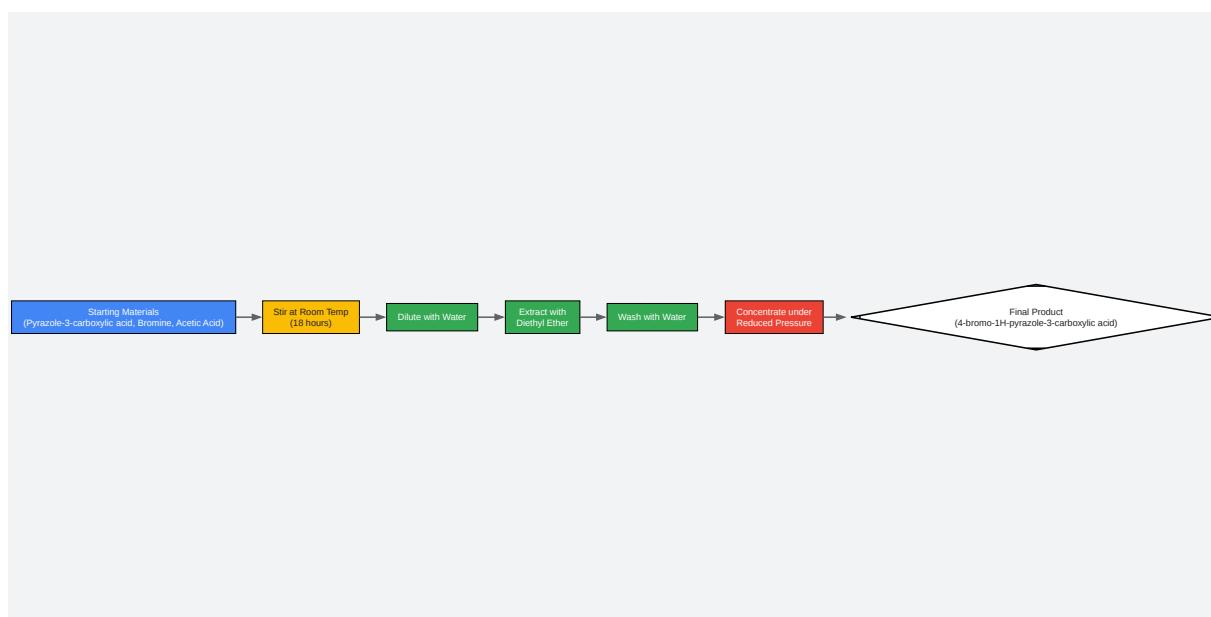 Starting Materials
(Pyrazole-3-carboxylic acid, Bromine, Acetic Acid)
Stir at Room Temp
(18 hours)
Dilute with Water
Extract with
Diethyl Ether
Wash with Water
Concentrate under
Reduced Pressure
Final Product
(4-bromo-1H-pyrazole-3-carboxylic acid)